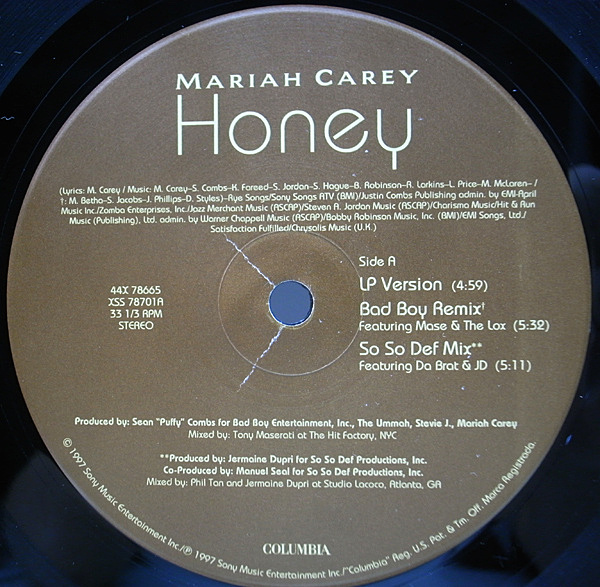 MARIAH CAREY
Honey
(Lyrics: M. Carey / Music: M. Carey–S. Combs–K. Fareed–S. Jordan–S. Hague–B. Robinson–R. Larkins–L. Price–M. McLaren– /
†: M. Betha–S. Jacobs–J. Phillips–D. Styles)–Rye Songs/Sony Songs ATV (BMI)/Justin Combs Publishing admin. by EMI-April
Music Inc./Zomba Enterprises, Inc./Jazz Merchant Music (ASCAP)/Steven A. Jordan Music (ASCAP)/Charisma Music/Hit & Run
Music (Publishing), Ltd. admin. by Warner Chappell Music (ASCAP)/Bobby Robinson Music, Inc. (BMI)/EMI Songs, Ltd./
Satisfaction Fulfilled/Chrysalis Music (U.K.)
Side A
LP Version (4:59)
44X 78665
XSS 78701A
33 1/3 RPM
STEREO
Bad Boy Remix†
Featuring Mase & The Lox (5:32)
So So Def Mix**
Featuring Da Brat & JD (5:11)
Produced by: Sean "Puffy" Combs for Bad Boy Entertainment, Inc., The Ummah, Stevie J., Mariah Carey
Mixed by: Tony Maserati at The Hit Factory, NYC
**Produced by: Jermaine Dupri for So So Def Productions, Inc.
Co-Produced by: Manuel Seal for So So Def Productions, Inc.
Mixed by: Phil Tan and Jermaine Dupri at Studio Lacoco, Atlanta, GA
COLUMBIA
© 1997 Sony Music Entertainment Inc./℗ 1997 Sony Music Entertainment Inc./"Columbia" Reg. U.S. Pat. & Tm. Off. Marca Registrada.